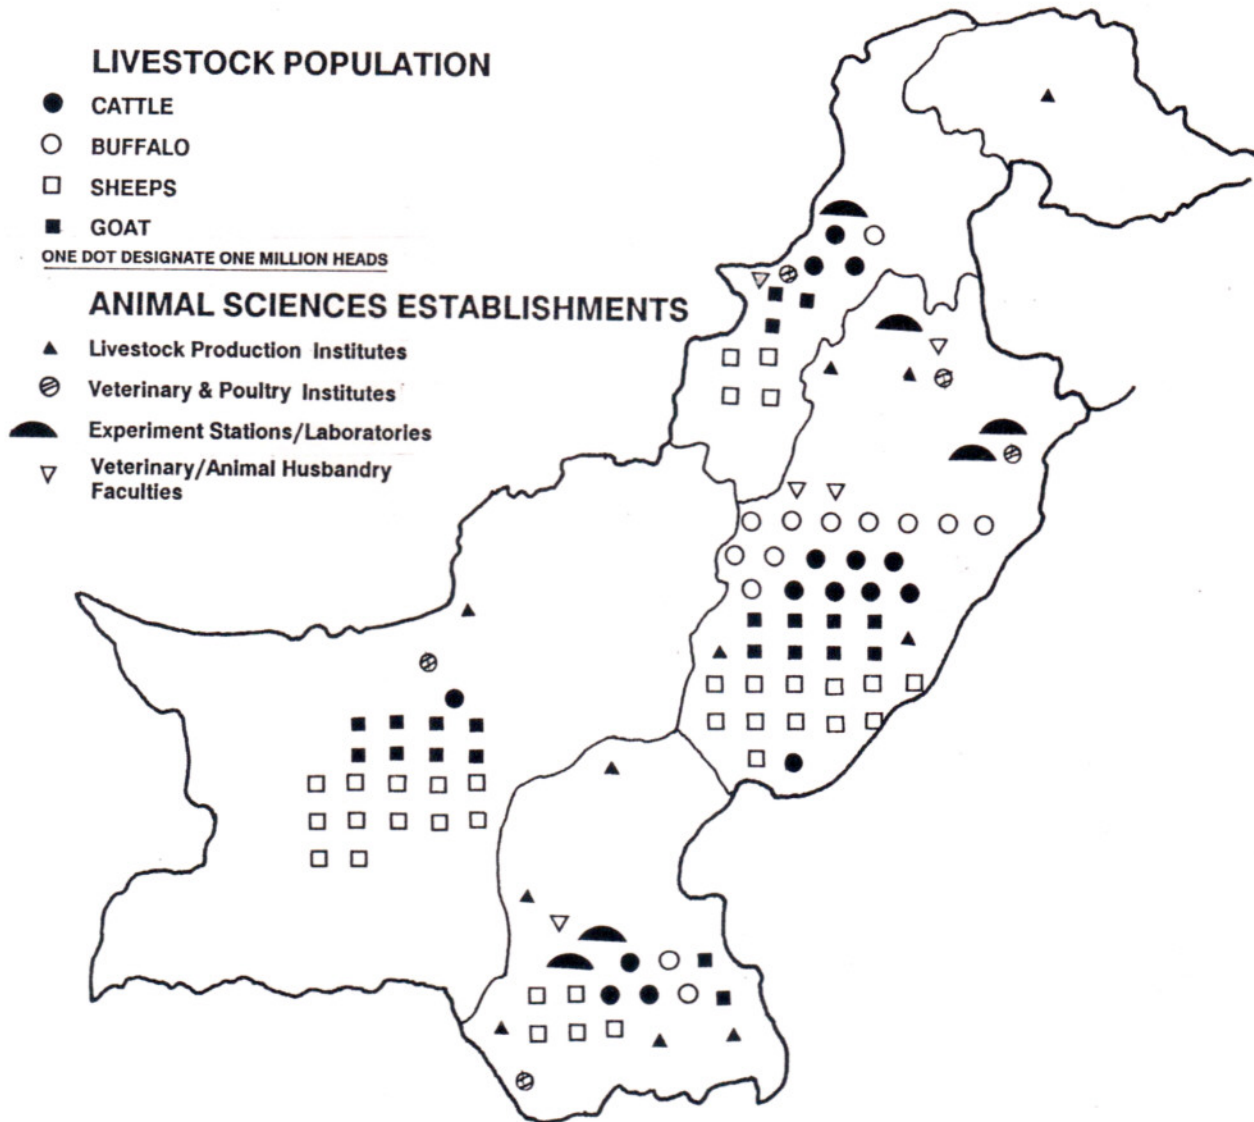 LIVESTOCK POPULATION
CATTLE
BUFFALO
SHEEPS
GOAT
ONE DOT DESIGNATE ONE MILLION HEADS
ANIMAL SCIENCES ESTABLISHMENTS
Livestock Production Institutes
Veterinary & Poultry Institutes
Experiment Stations/Laboratories
Veterinary/Animal Husbandry
Faculties